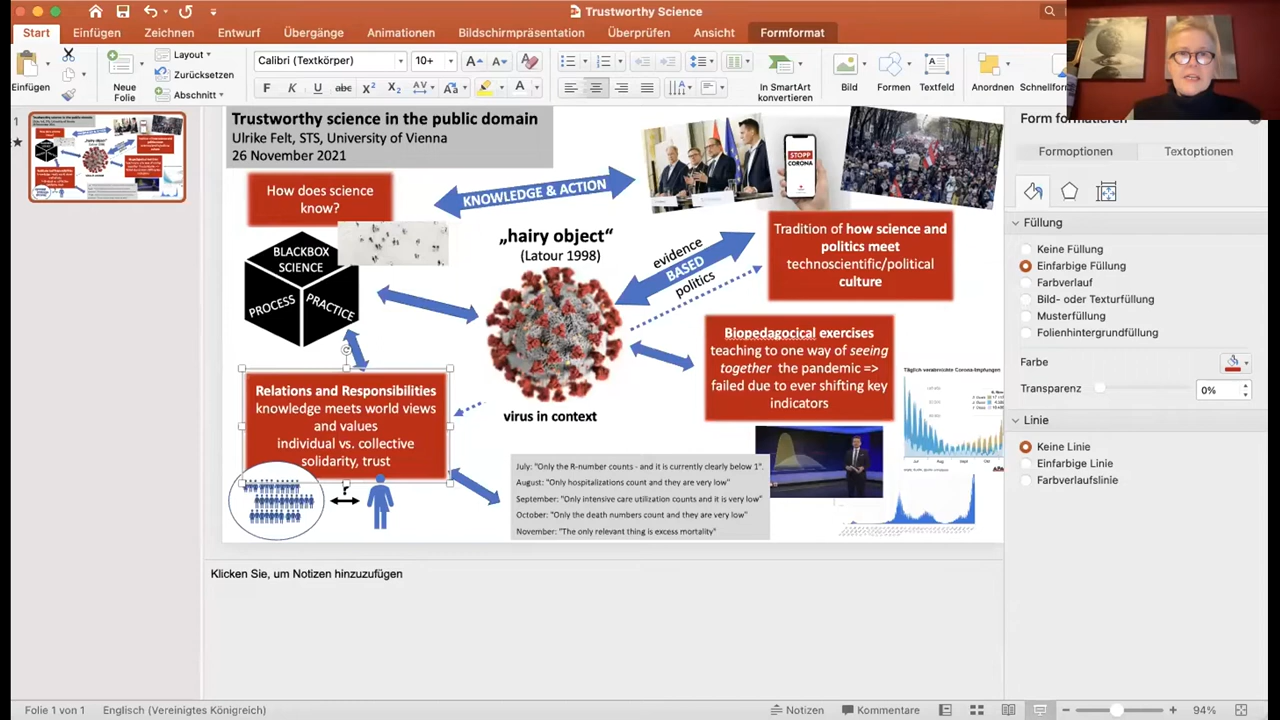 Trustworthy Science
Start
Einfügen
Zeichnen
Entwurf
Übergänge
Animationen
Bildschirmpräsentation
Überprüfen
Ansicht
Formformat
Einfügen
Neue
Folie
Layout
Zurücksetzen
Abschnitt
Calibri (Textkörper)
10+
In SmartArt
konvertieren
Bild
Formen
Textfeld
Anordnen
1
Trustworthy science in the public domain
Ulrike Felt, STS, University of Vienna
26 November 2021
How does science
know?
KNOWLEDGE & ACTION
STOPP
CORONA
BLACKBOX
SCIENCE
PROCESS
PRACTICE
„hairy object“
(Latour 1998)
evidence
BASED
politics
Tradition of how science and
politics meet
technoscientific/political
culture
Biopedagocical exercises
teaching to one way of seeing
together the pandemic =>
failed due to ever shifting key
indicators
Relations and Responsibilities
knowledge meets world views
and values
individual vs. collective
solidarity, trust
?
virus in context
July: "Only the R-number counts - and it is currently clearly below 1".
August: "Only hospitalizations count and they are very low"
September: "Only intensive care utilization counts and it is very low"
October: "Only the death numbers count and they are very low"
November: "The only relevant thing is excess mortality"
Täglich verabreichte Corona-Impfungen
Klicken Sie, um Notizen hinzuzufügen
Form formatieren
Formoptionen
Textoptionen
Füllung
Keine Füllung
Einfarbige Füllung
Farbverlauf
Bild- oder Texturfüllung
Musterfüllung
Folienhintergrundfüllung
Farbe
Transparenz
0%
Linie
Keine Linie
Einfarbige Linie
Farbverlaufslinie
Folie 1 von 1
Englisch (Vereinigtes Königreich)
Notizen
Kommentare
94%